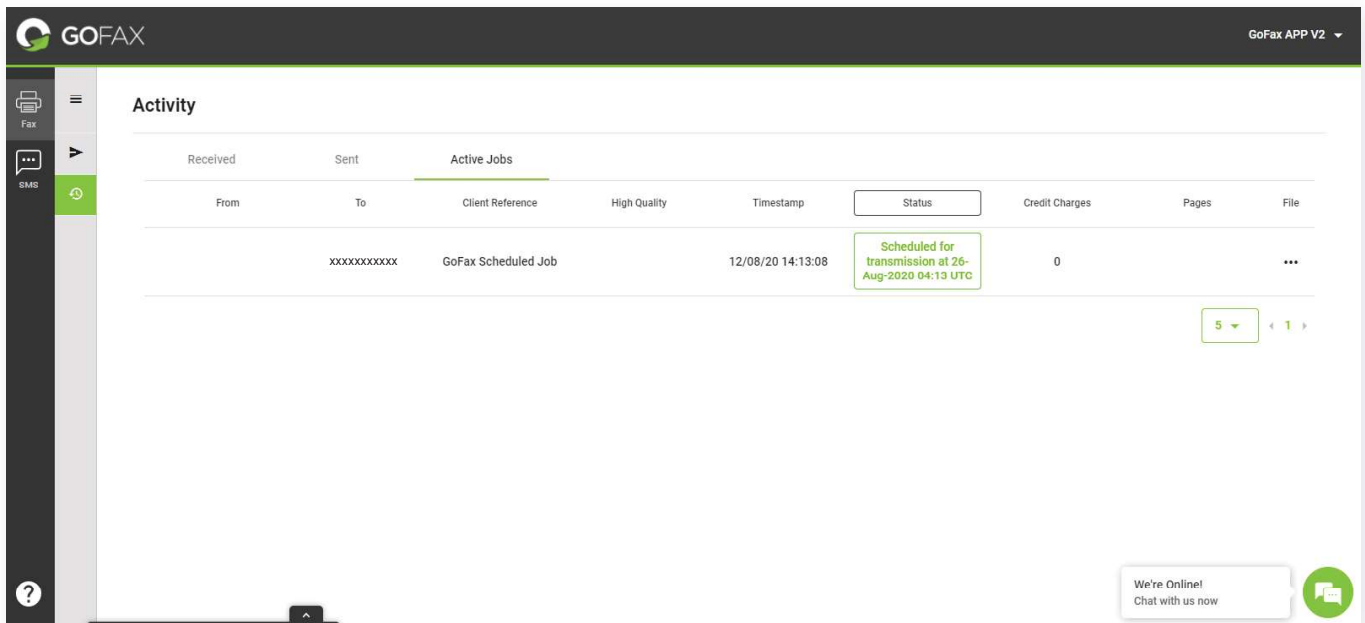 GOFAX
GoFax APP V2
Fax
SMS
Activity
Received Sent Active Jobs
From To Client Reference High Quality Timestamp Status Credit Charges Pages File
xxxxxxxxxxx GoFax Scheduled Job 12/08/20 14:13:08 Scheduled for
transmission at 26-
Aug-2020 04:13 UTC 0 •••
5 1
We're Online!
Chat with us now
?